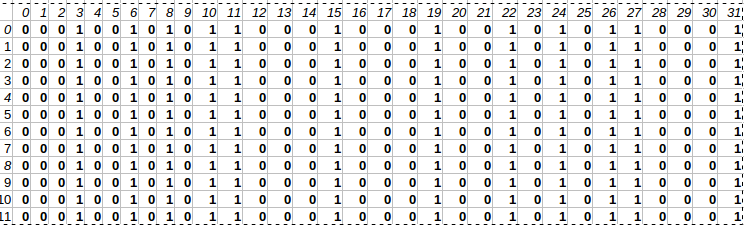 0 1 2 3 4 5 6 7 8 9 10 11 12 13 14 15 16 17 18 19 20 21 22 23 24 25 26 27 28 29 30 31
0 0 0 0 1 0 0 1 0 1 0 1 1 0 0 0 1 0 0 0 1 0 0 1 0 1 0 1 1 0 0 0 1
1 0 0 0 1 0 0 1 0 1 0 1 1 0 0 0 1 0 0 0 1 0 0 1 0 1 0 1 1 0 0 0 1
2 0 0 0 1 0 0 1 0 1 0 1 1 0 0 0 1 0 0 0 1 0 0 1 0 1 0 1 1 0 0 0 1
3 0 0 0 1 0 0 1 0 1 0 1 1 0 0 0 1 0 0 0 1 0 0 1 0 1 0 1 1 0 0 0 1
4 0 0 0 1 0 0 1 0 1 0 1 1 0 0 0 1 0 0 0 1 0 0 1 0 1 0 1 1 0 0 0 1
5 0 0 0 1 0 0 1 0 1 0 1 1 0 0 0 1 0 0 0 1 0 0 1 0 1 0 1 1 0 0 0 1
6 0 0 0 1 0 0 1 0 1 0 1 1 0 0 0 1 0 0 0 1 0 0 1 0 1 0 1 1 0 0 0 1
7 0 0 0 1 0 0 1 0 1 0 1 1 0 0 0 1 0 0 0 1 0 0 1 0 1 0 1 1 0 0 0 1
8 0 0 0 1 0 0 1 0 1 0 1 1 0 0 0 1 0 0 0 1 0 0 1 0 1 0 1 1 0 0 0 1
9 0 0 0 1 0 0 1 0 1 0 1 1 0 0 0 1 0 0 0 1 0 0 1 0 1 0 1 1 0 0 0 1
10 0 0 0 1 0 0 1 0 1 0 1 1 0 0 0 1 0 0 0 1 0 0 1 0 1 0 1 1 0 0 0 1
11 0 0 0 1 0 0 1 0 1 0 1 1 0 0 0 1 0 0 0 1 0 0 1 0 1 0 1 1 0 0 0 1